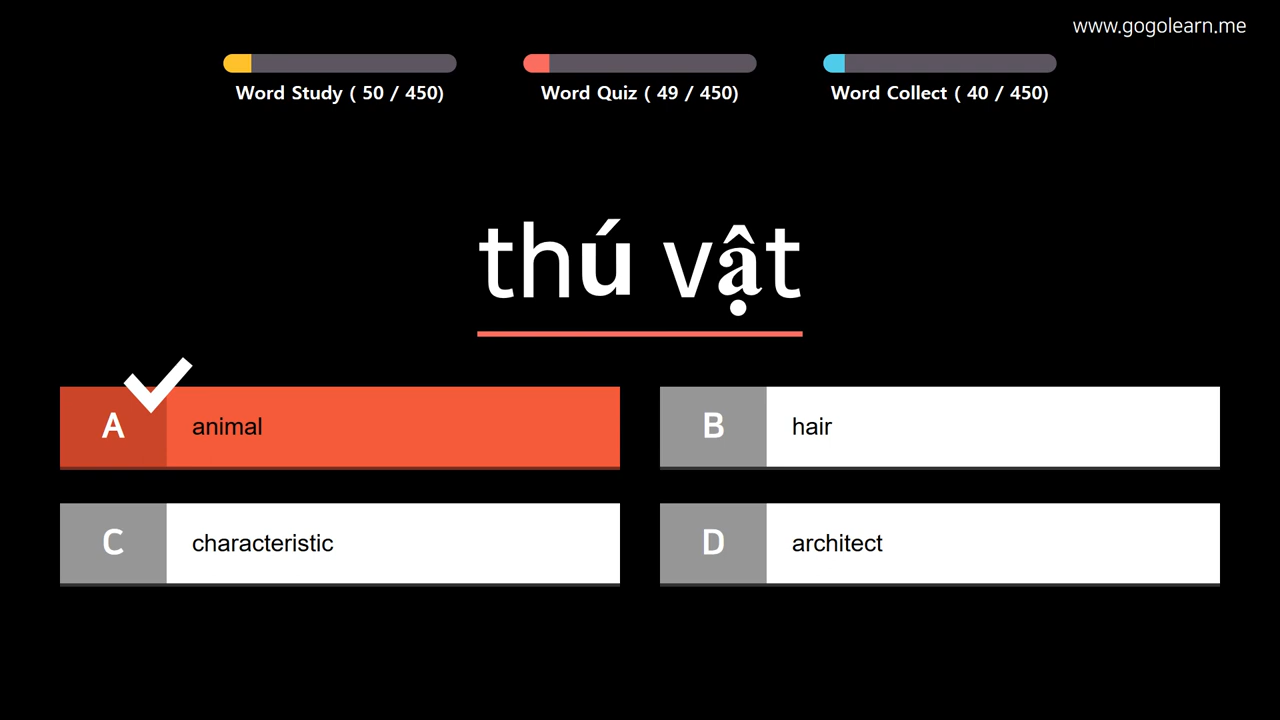 www.gogolearn.me
Word Study ( 50 / 450)
Word Quiz ( 49 / 450)
Word Collect ( 40 / 450)
thú vật
A animal
B hair
C characteristic
D architect